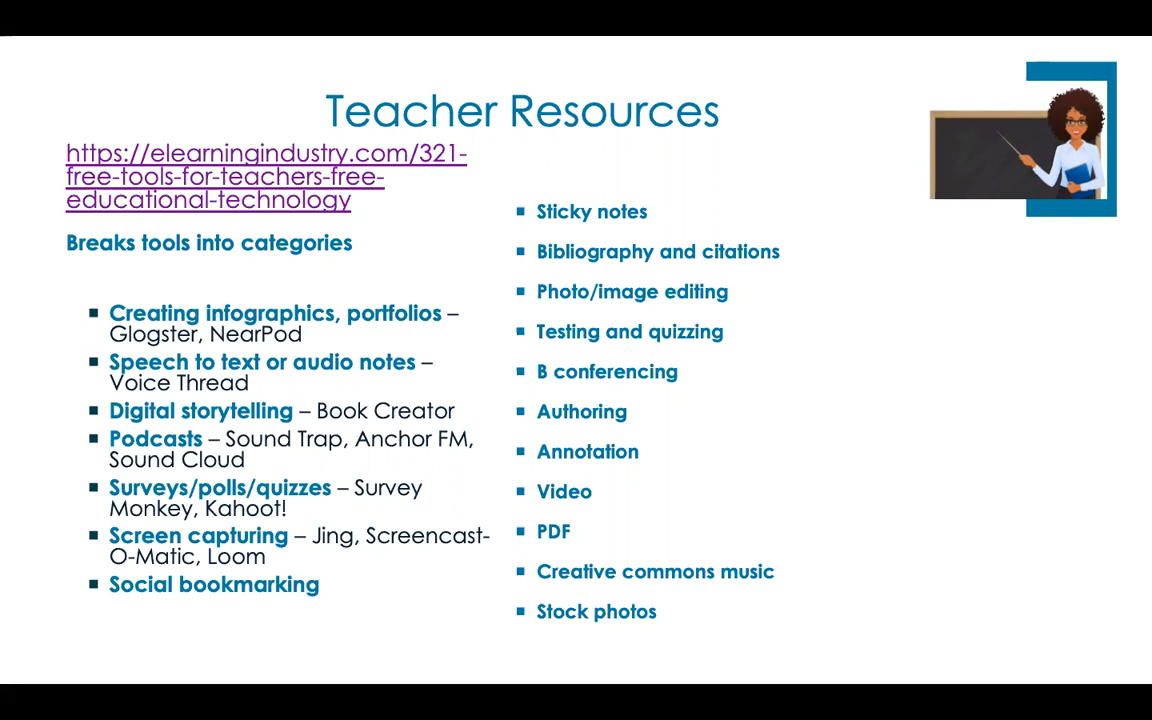 Teacher Resources
https://elearningindustry.com/321-
free-tools-for-teachers-free-
educational-technology
Breaks tools into categories
▪ Creating infographics, portfolios –
Glogster, NearPod
▪ Speech to text or audio notes –
Voice Thread
▪ Digital storytelling – Book Creator
▪ Podcasts – Sound Trap, Anchor FM,
Sound Cloud
▪ Surveys/polls/quizzes – Survey
Monkey, Kahoot!
▪ Screen capturing – Jing, Screencast-
O-Matic, Loom
▪ Social bookmarking
▪ Sticky notes
▪ Bibliography and citations
▪ Photo/image editing
▪ Testing and quizzing
▪ B conferencing
▪ Authoring
▪ Annotation
▪ Video
▪ PDF
▪ Creative commons music
▪ Stock photos